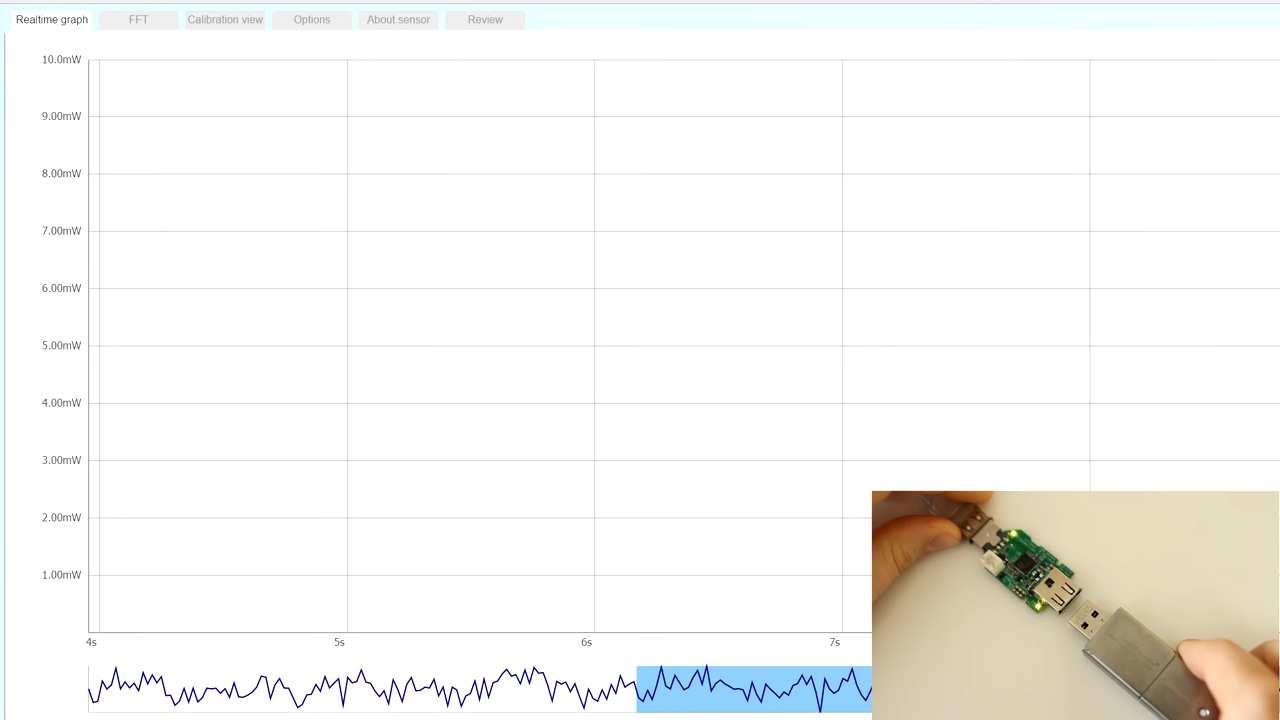 Realtime graph FFT Calibration view Options About sensor Review
10.0mW
9.00mW
8.00mW
7.00mW
6.00mW
5.00mW
4.00mW
3.00mW
2.00mW
1.00mW
4s 5s 6s 7s